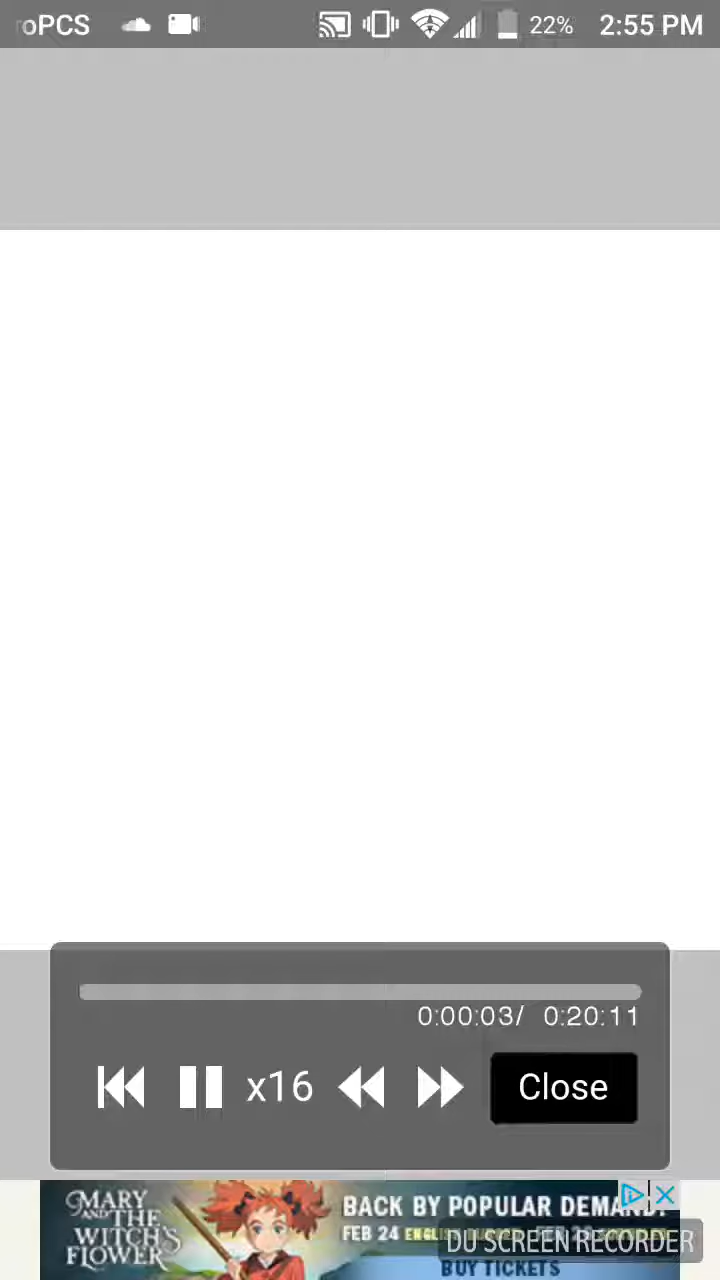 oPCS 22% 2:55 PM
0:00:03/ 0:20:11
x16 Close
MARY
AND THE
WITCH'S
FLOWER
BACK BY POPULAR DEMAND!
FEB 24 ENGLISH
BUY TICKETS
DU SCREEN RECORDER